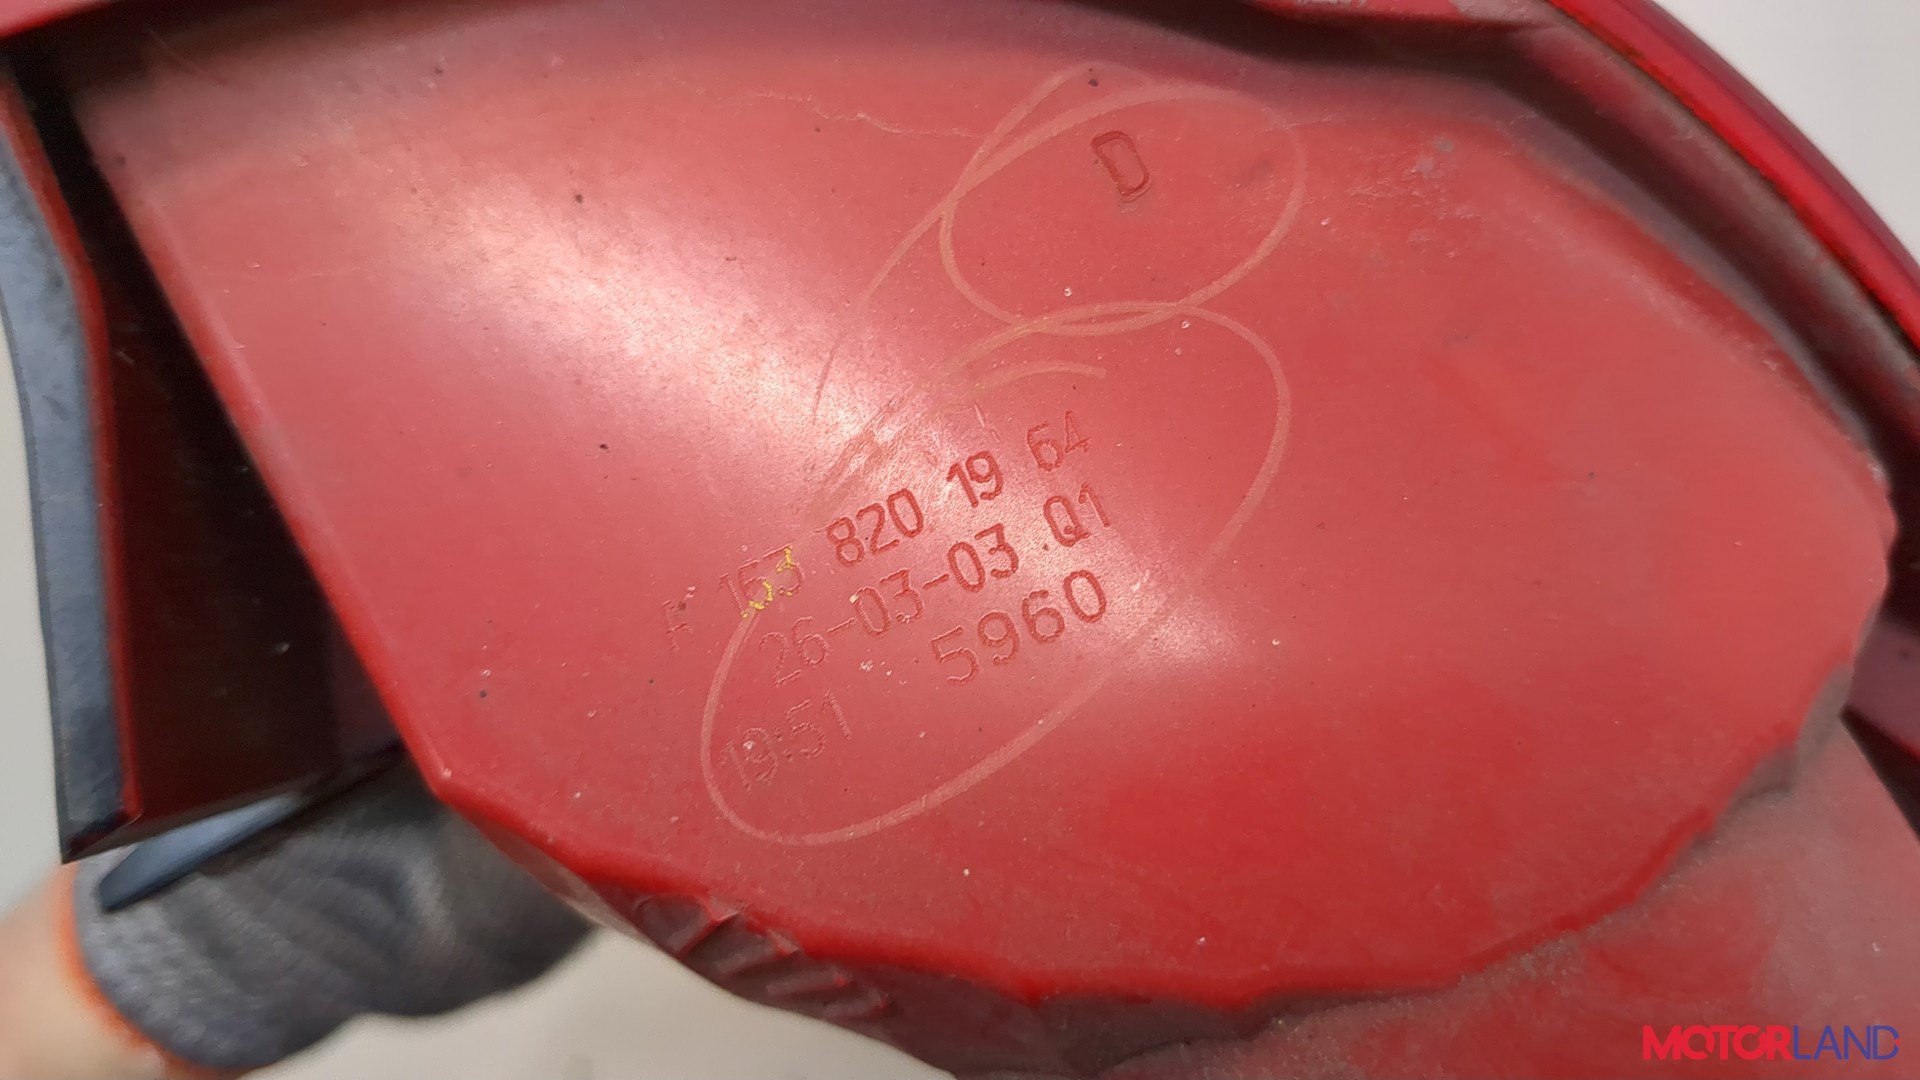 D
F 163 820 19 64
26-03-03 Q1
19:51 5960
MOTORLAND